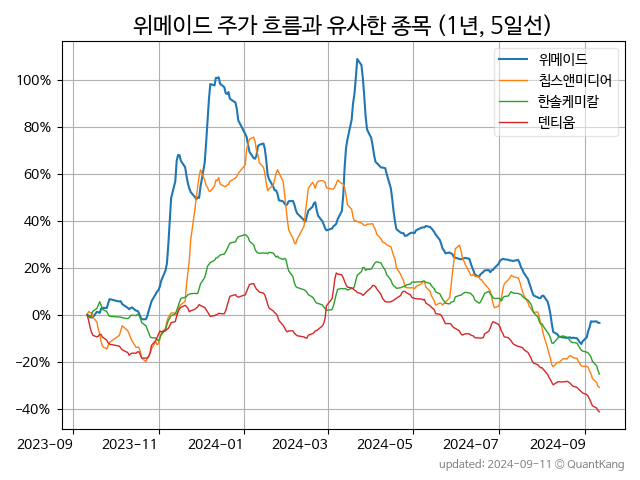 위메이드 주가 흐름과 유사한 종목 (1년, 5일선)
위메이드
칩스앤미디어
한솔케미칼
덴티움
100%
80%
60%
40%
20%
0%
−20%
−40%
2023-09
2023-11
2024-01
2024-03
2024-05
2024-07
2024-09
updated: 2024-09-11 © QuantKang